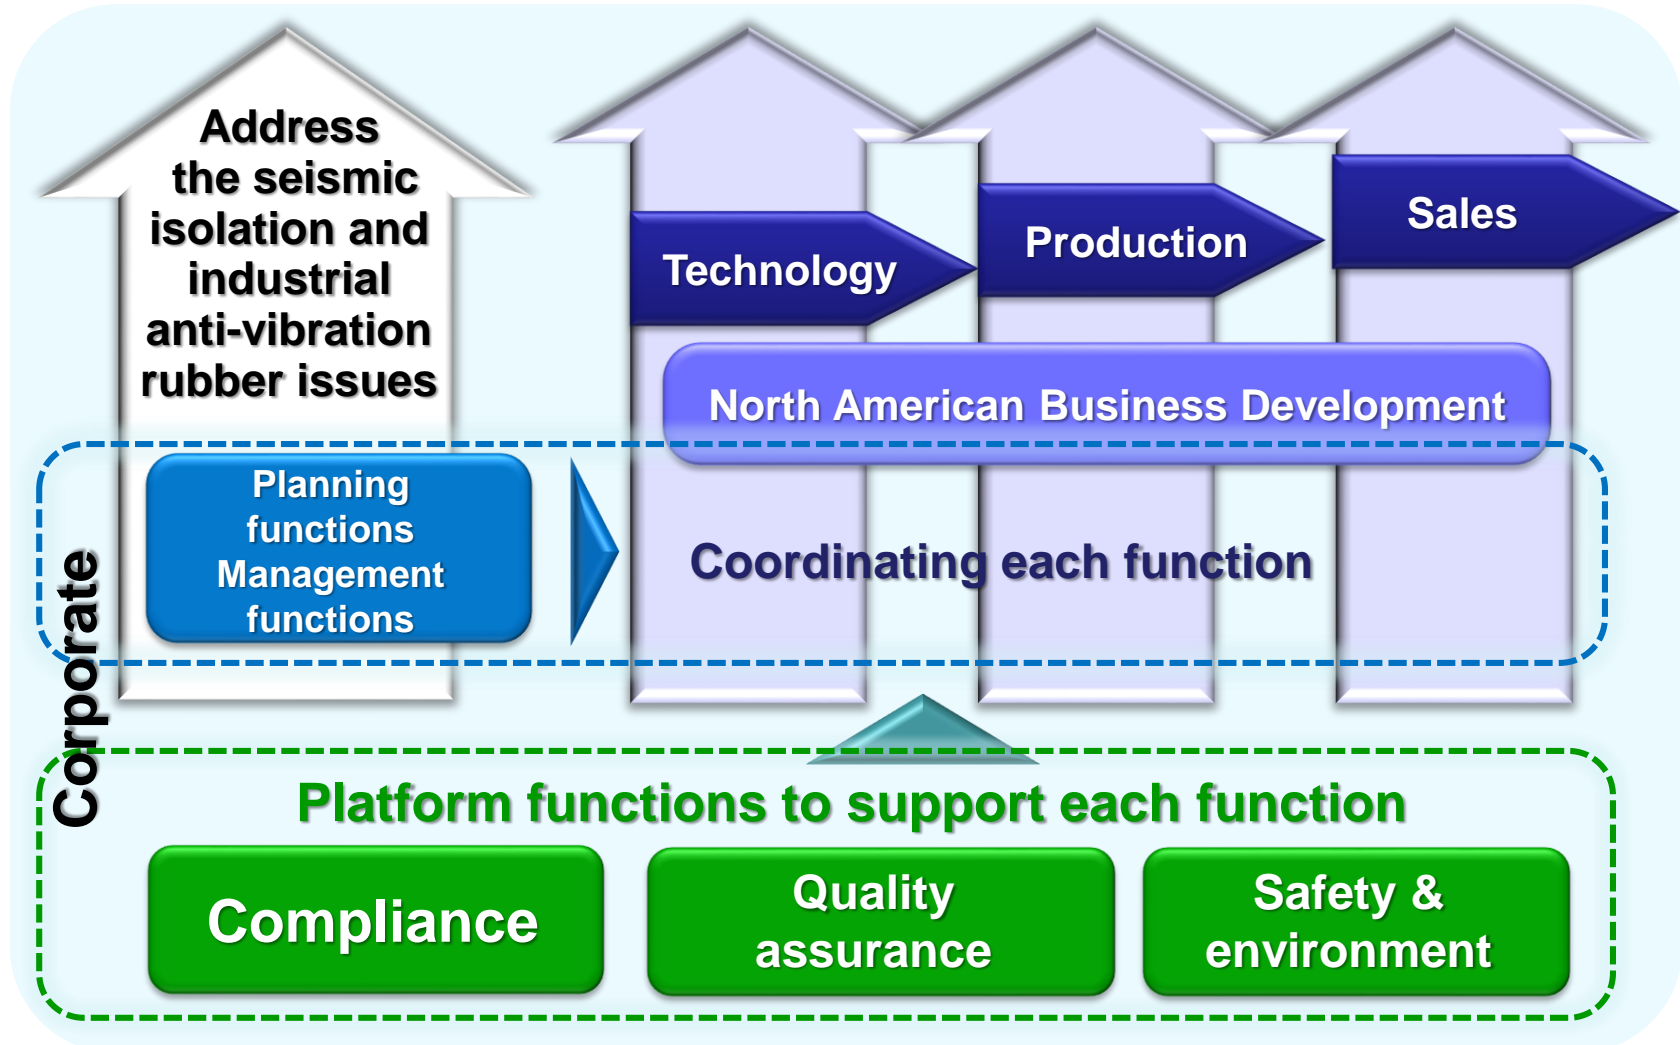 Address
the seismic
isolation and
industrial
anti-vibration
rubber issues
Technology
Production
Sales
North American Business Development
Planning
functions
Management
functions
Coordinating each function
Corporate
Platform functions to support each function
Compliance
Quality
assurance
Safety &
environment